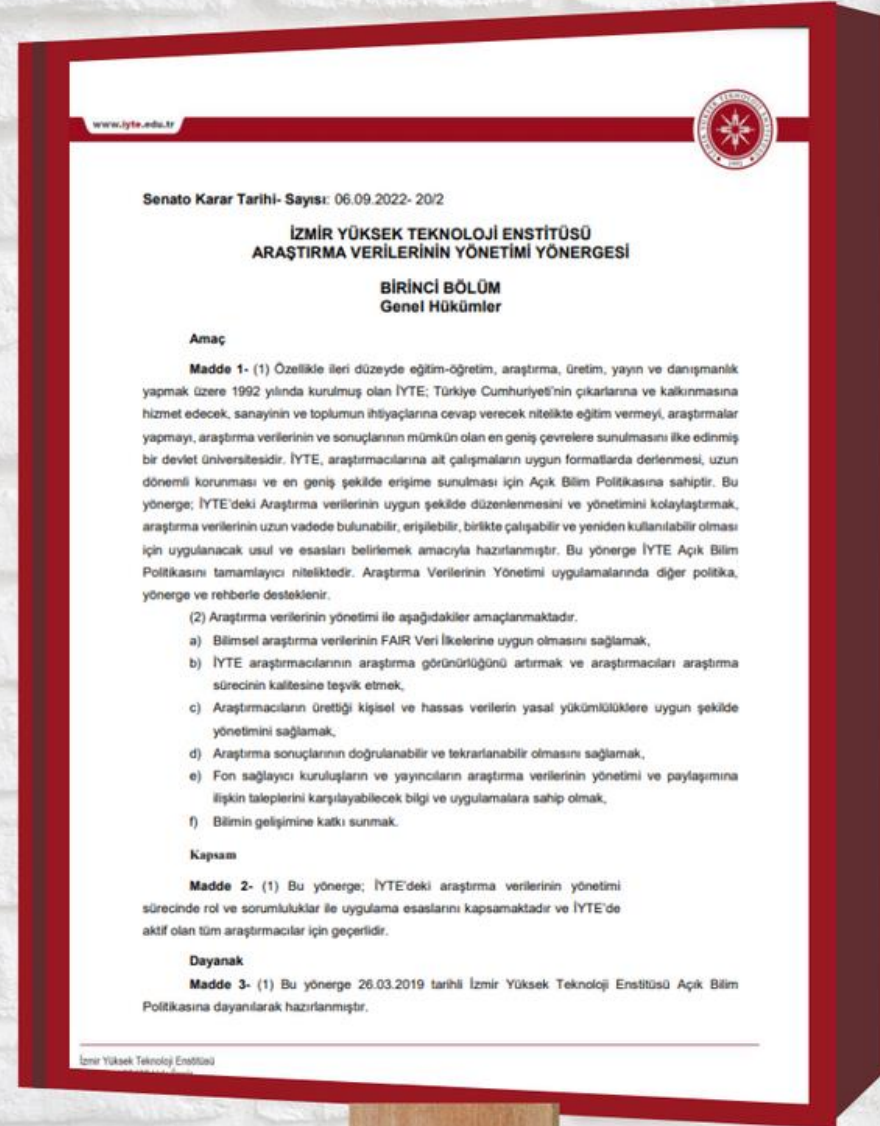 www.iyte.edu.tr
Senato Karar Tarihi- Sayısı: 06.09.2022- 20/2
İZMİR YÜKSEK TEKNOLOJİ ENSTİTÜSÜ
ARAŞTIRMA VERİLERİNİN YÖNETİMİ YÖNERGESİ
BİRİNCİ BÖLÜM
Genel Hükümler
Amaç
Madde 1- (1) Özellikle ileri düzeyde eğitim-öğretim, araştırma, üretim, yayın ve danışmanlık
yapmak üzere 1992 yılında kurulmuş olan İYTE; Türkiye Cumhuriyeti'nin çıkarlarına ve kalkınmasına
hizmet edecek, sanayinin ve toplumun ihtiyaçlarına cevap verecek nitelikte eğitim vermeyi, araştırmalar
yapmayı, araştırma verilerinin ve sonuçlarının mümkün olan en geniş çevrelere sunulmasını ilke edinmiş
bir devlet üniversitesidir. İYTE, araştırmacılarına ait çalışmaların uygun formatlarda derlenmesi, uzun
dönemli korunması ve en geniş şekilde erişime sunulması için Açık Bilim Politikasına sahiptir. Bu
yönerge; İYTE'deki Araştırma verilerinin uygun şekilde düzenlenmesini ve yönetimini kolaylaştırmak,
araştırma verilerinin uzun vadede bulunabilir, erişilebilir, birlikte çalışabilir ve yeniden kullanılabilir olması
için uygulanacak usul ve esasları belirlemek amacıyla hazırlanmıştır. Bu yönerge İYTE Açık Bilim
Politikasını tamamlayıcı niteliktedir. Araştırma Verilerinin Yönetimi uygulamalarında diğer politika,
yönerge ve rehberle desteklenir.
(2) Araştırma verilerinin yönetimi ile aşağıdakiler amaçlanmaktadır.
a) Bilimsel araştırma verilerinin FAIR Veri İlkelerine uygun olmasını sağlamak,
b) İYTE araştırmacılarının araştırma görünürlüğünü artırmak ve araştırmacıları araştırma
sürecinin kalitesine teşvik etmek,
c) Araştırmacıların ürettiği kişisel ve hassas verilerin yasal yükümlülüklere uygun şekilde
yönetimini sağlamak,
d) Araştırma sonuçlarının doğrulanabilir ve tekrarlanabilir olmasını sağlamak,
e) Fon sağlayıcı kuruluşların ve yayıncıların araştırma verilerinin yönetimi ve paylaşımına
ilişkin taleplerini karşılayabilecek bilgi ve uygulamalara sahip olmak,
f) Bilimin gelişimine katkı sunmak.
Kapsam
Madde 2- (1) Bu yönerge; İYTE'deki araştırma verilerinin yönetimi
sürecinde rol ve sorumluluklar ile uygulama esaslarını kapsamaktadır ve İYTE'de
aktif olan tüm araştırmacılar için geçerlidir.
Dayanak
Madde 3- (1) Bu yönerge 26.03.2019 tarihli İzmir Yüksek Teknoloji Enstitüsü Açık Bilim
Politikasına dayanılarak hazırlanmıştır.
İzmir Yüksek Teknoloji Enstitüsü